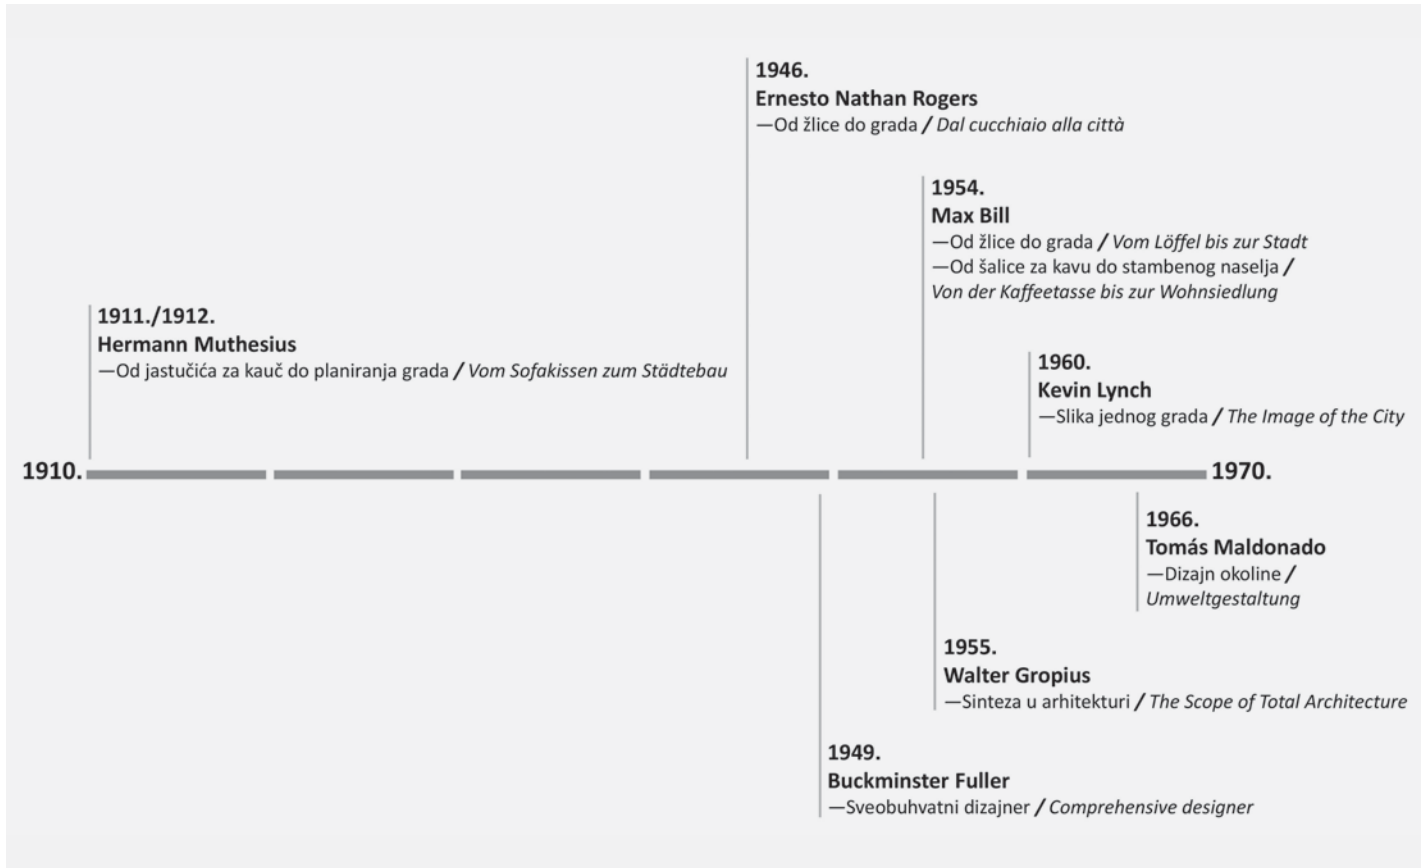 1946.
Ernesto Nathan Rogers
—Od žlice do grada / Dal cucchiaio alla città
1954.
Max Bill
—Od žlice do grada / Vom Löffel bis zur Stadt
—Od šalice za kavu do stambenog naselja /
Von der Kaffeetasse bis zur Wohnsiedlung
1911./1912.
Hermann Muthesius
—Od jastučića za kauč do planiranja grada / Vom Sofakissen zum Städtebau
1960.
Kevin Lynch
—Slika jednog grada / The Image of the City
1910.
1970.
1966.
Tomás Maldonado
—Dizajn okoline /
Umweltgestaltung
1955.
Walter Gropius
—Sinteza u arhitekturi / The Scope of Total Architecture
1949.
Buckminster Fuller
—Sveobuhvatni dizajner / Comprehensive designer